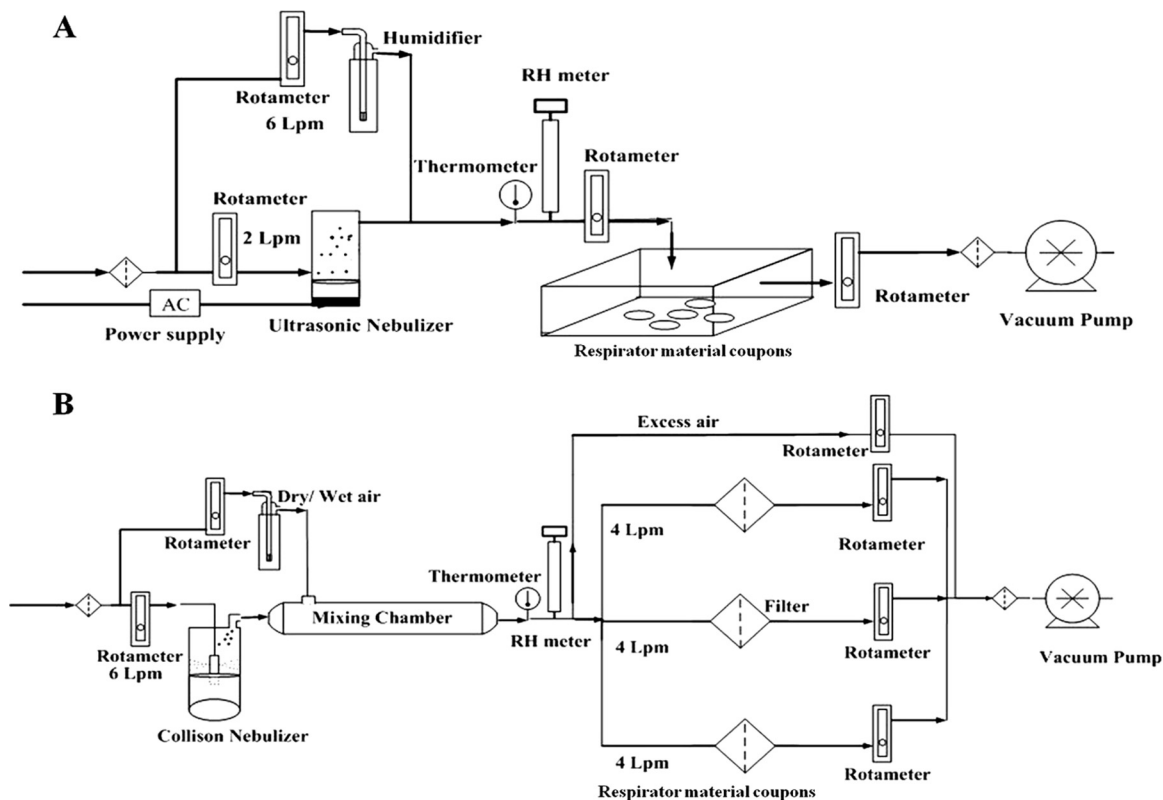 A
Humidifier
Rotameter
6 Lpm
RH meter
Thermometer
Rotameter
Rotameter
2 Lpm
AC
Power supply
Ultrasonic Nebulizer
Respirator material coupons
Rotameter
Vacuum Pump
B
Excess air
Rotameter
Dry/ Wet air
Rotameter
4 Lpm
Rotameter
Thermometer
Mixing Chamber
RH meter
Filter
4 Lpm
Rotameter
Rotameter
6 Lpm
Vacuum Pump
Collison Nebulizer
4 Lpm
Rotameter
Respirator material coupons